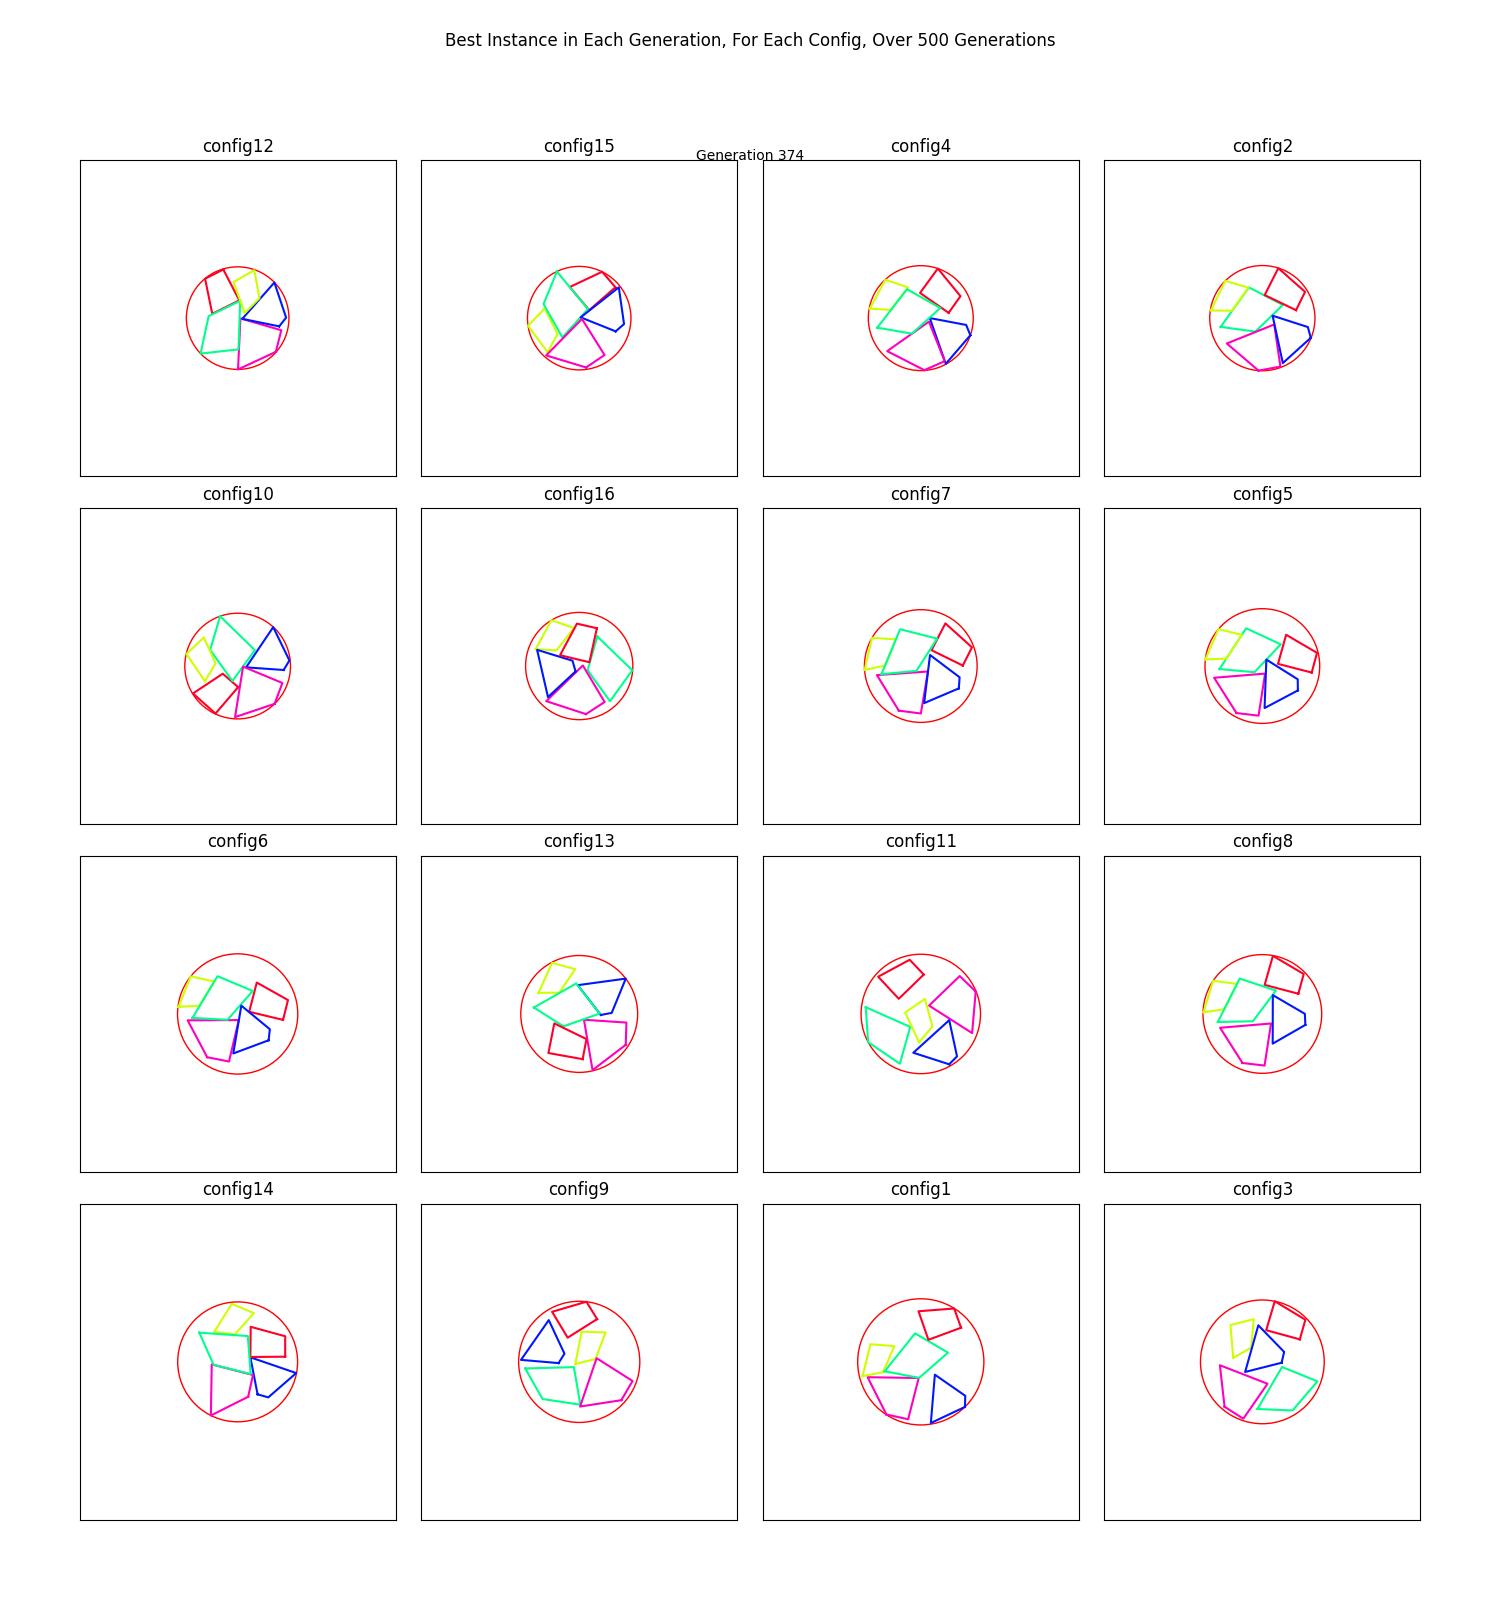 Best Instance in Each Generation, For Each Config, Over 500 Generations
Generation 374
config12
config15
config4
config2
config10
config16
config7
config5
config6
config13
config11
config8
config14
config9
config1
config3